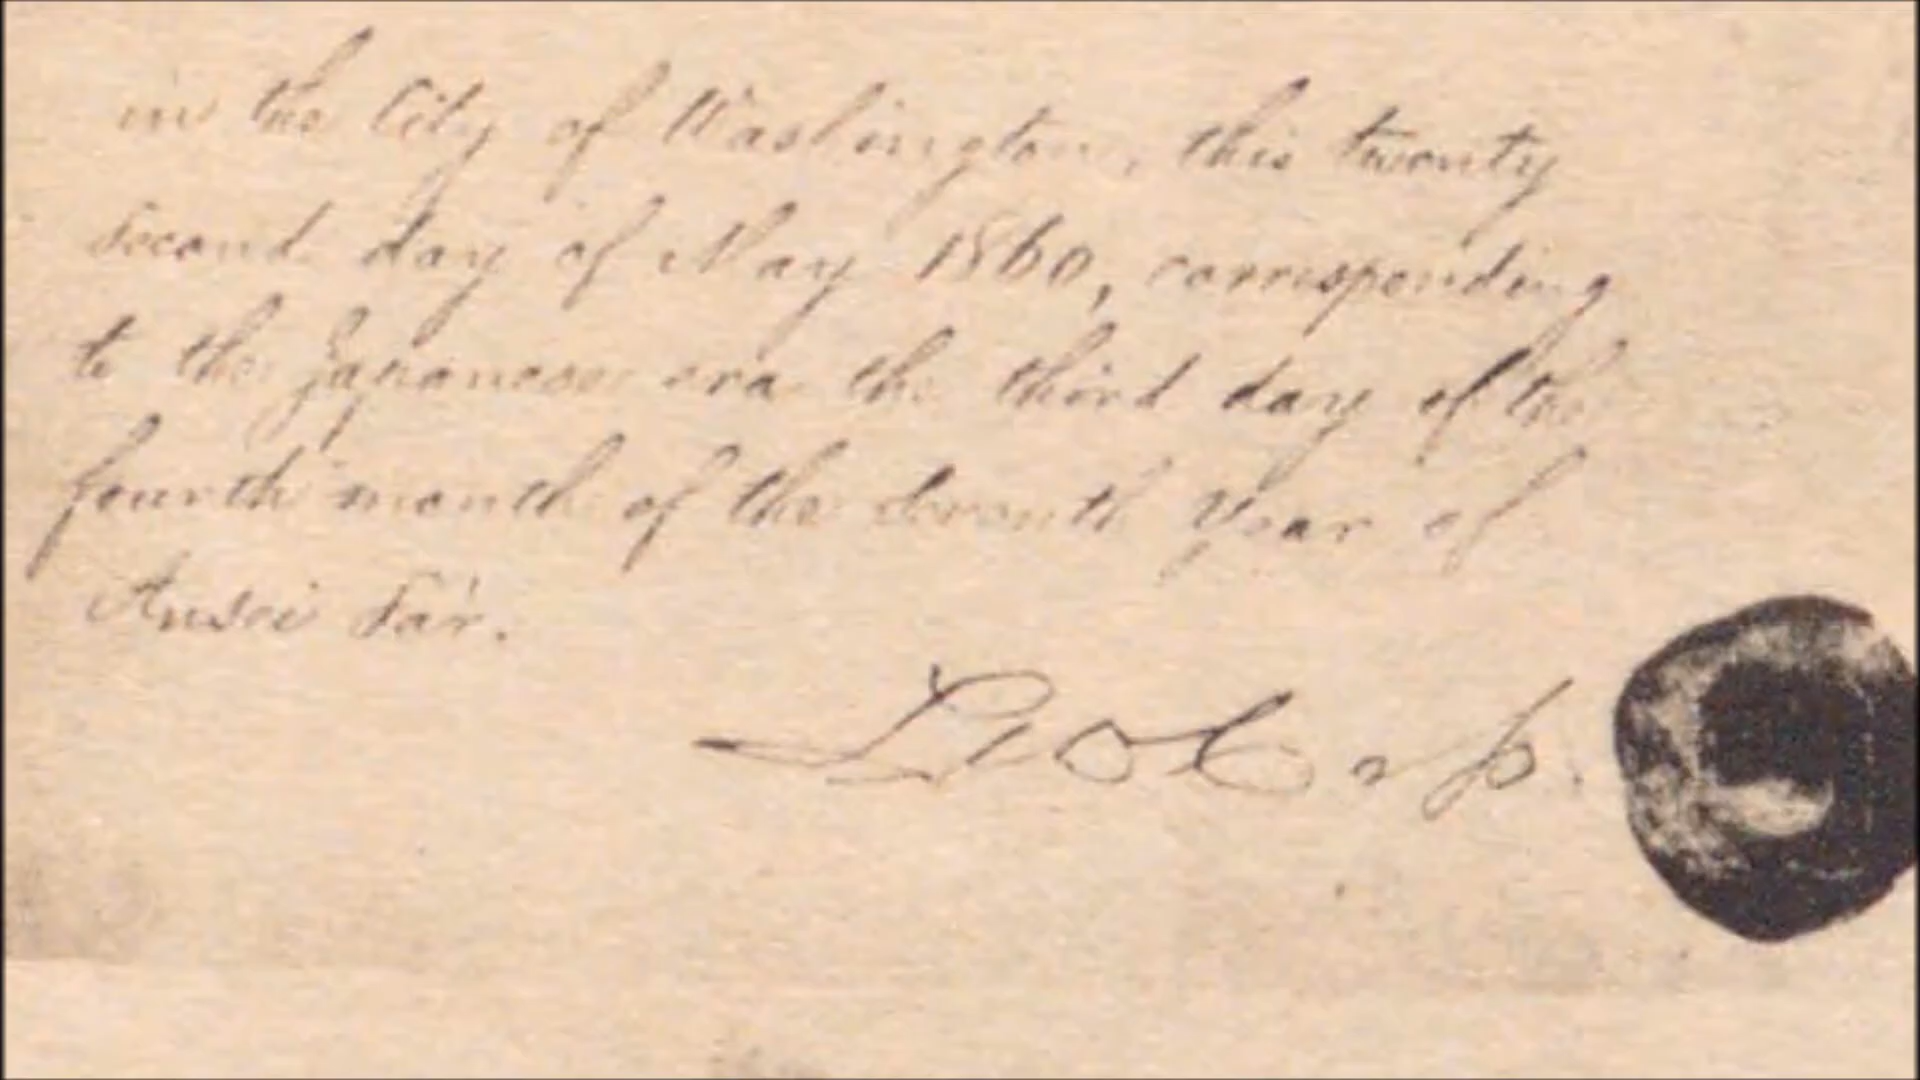 in the City of Washington, this twenty
second day of May 1860, corresponding
to the Japanese era the third day of the
fourth month of the Seventh year of
Ansei Sar.